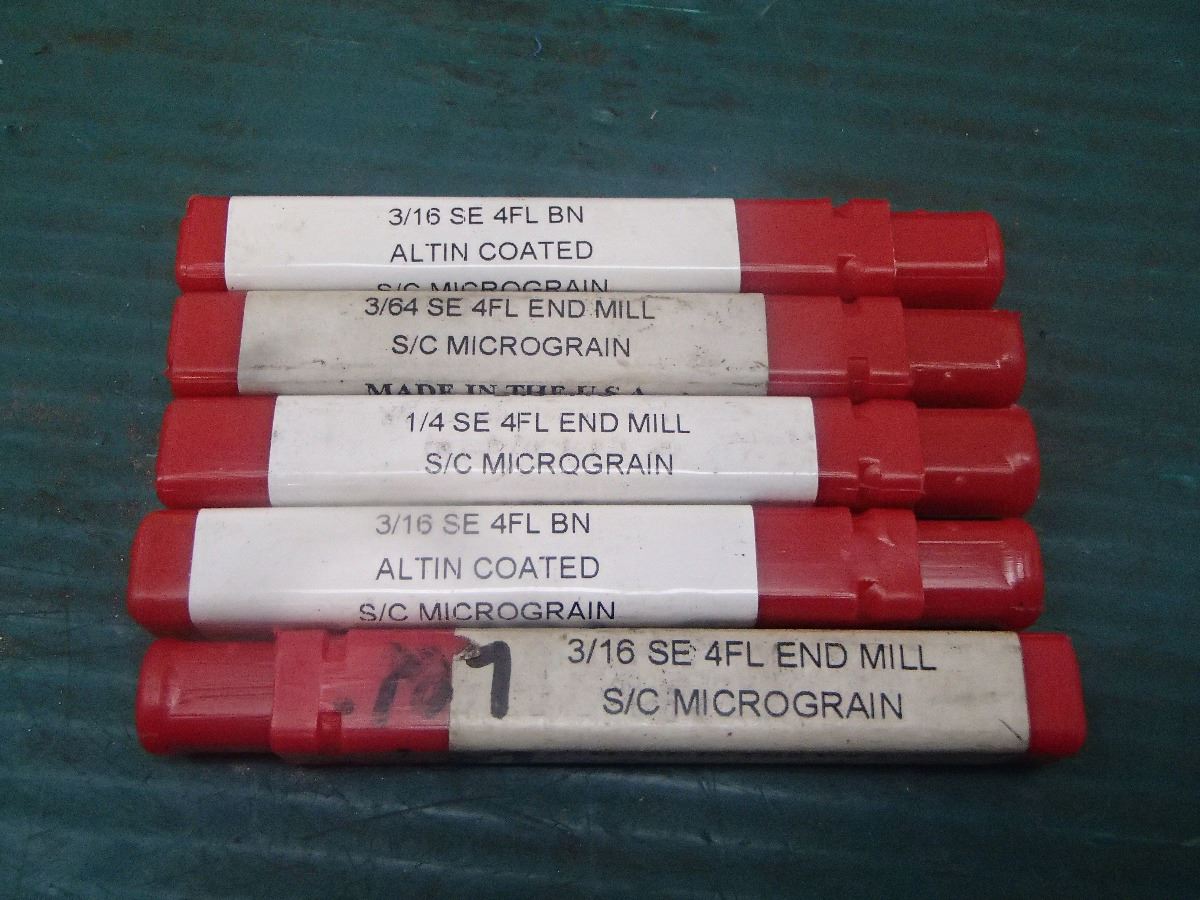 3/16 SE 4FL BN
ALTIN COATED
S/C MICROGRAIN
3/64 SE 4FL END MILL
S/C MICROGRAIN
MADE IN THE U.S.A.
1/4 SE 4FL END MILL
S/C MICROGRAIN
3/16 SE 4FL BN
ALTIN COATED
S/C MICROGRAIN
3/16 SE 4FL END MILL
S/C MICROGRAIN